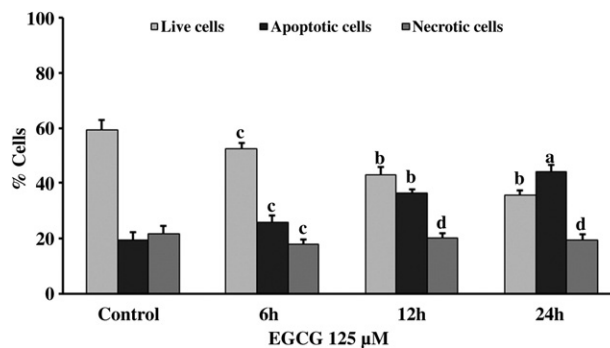 100
Live cells Apoptotic cells Necrotic cells
80
60
40
20
0
% Cells
c
c
c
b
b
d
b
a
d
Control 6h 12h 24h
EGCG 125 µM